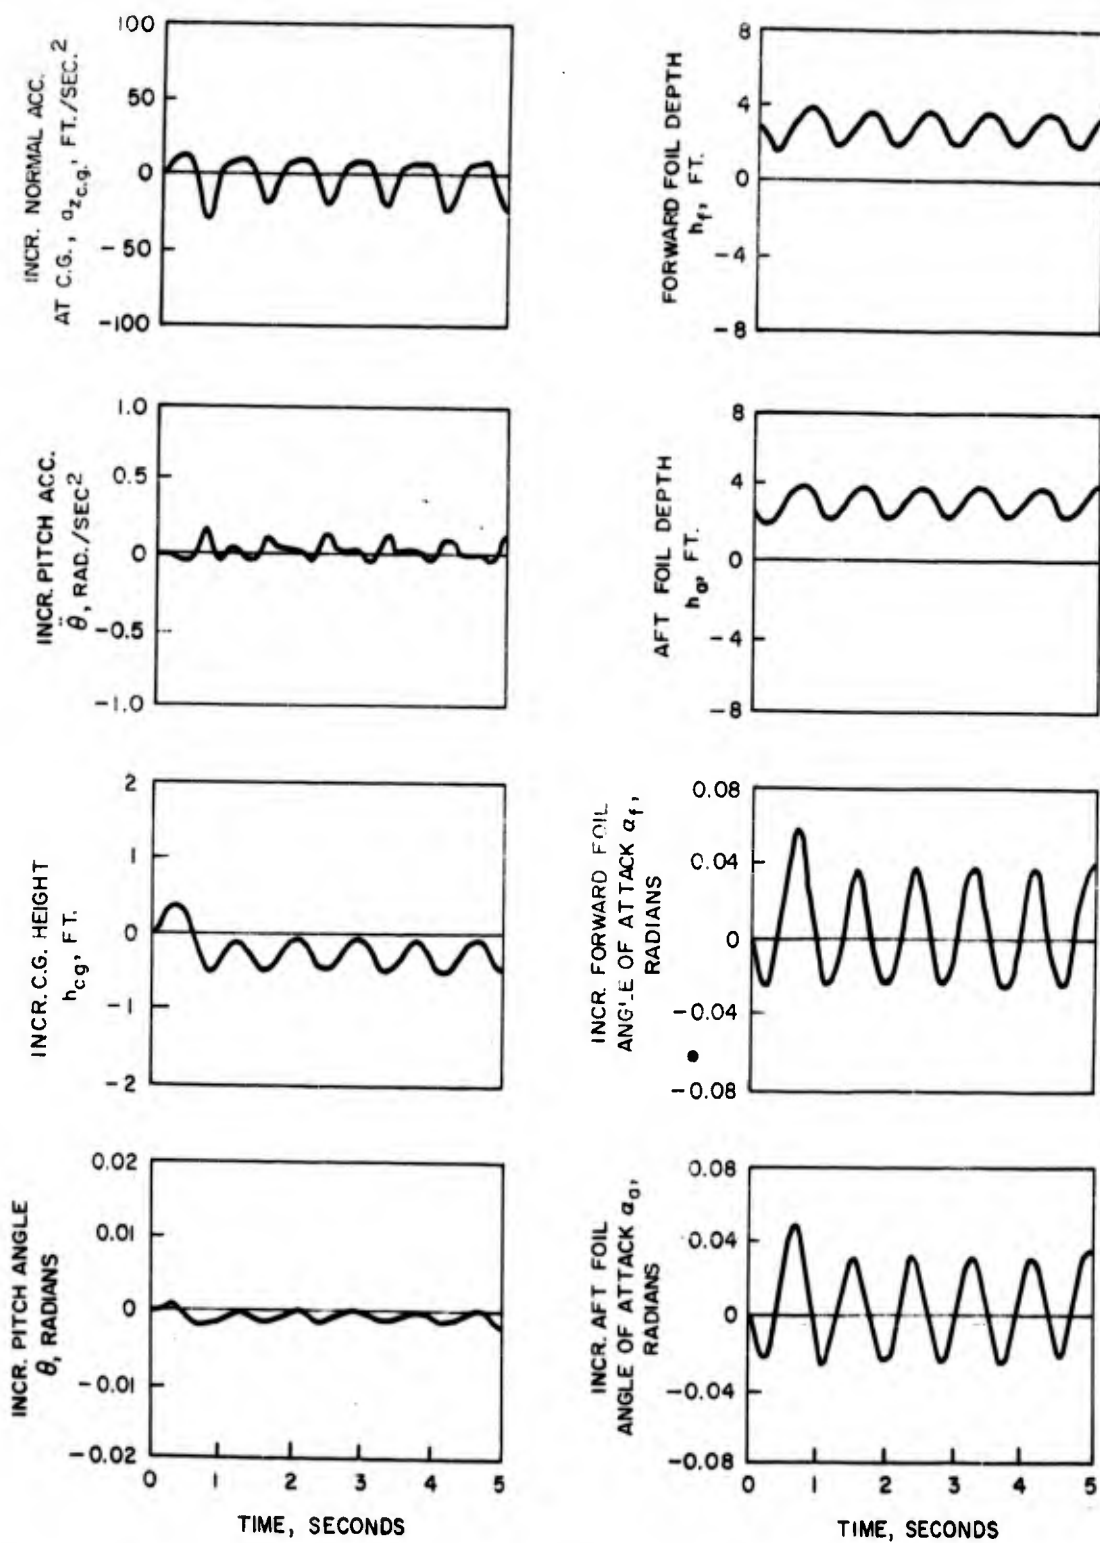 INCR. NORMAL ACC.
AT C.G., a_z_c.g., FT./SEC.²
100
50
0
-50
-100
INCR. PITCH ACC.
θ̈, RAD./SEC²
1.0
0.5
0
-0.5
-1.0
INCR. C.G. HEIGHT
h_cg, FT.
2
1
0
-1
-2
INCR. PITCH ANGLE
θ, RADIANS
0.02
0.01
0
-0.01
-0.02
0 1 2 3 4 5
TIME, SECONDS
FORWARD FOIL DEPTH
h_f, FT.
8
4
0
-4
-8
AFT FOIL DEPTH
h_a, FT.
8
4
0
-4
-8
INCR. FORWARD FOIL
ANGLE OF ATTACK α_f,
RADIANS
0.08
0.04
0
-0.04
-0.08
INCR. AFT FOIL
ANGLE OF ATTACK α_a,
RADIANS
0.08
0.04
0
-0.04
-0.08
0 1 2 3 4 5
TIME, SECONDS